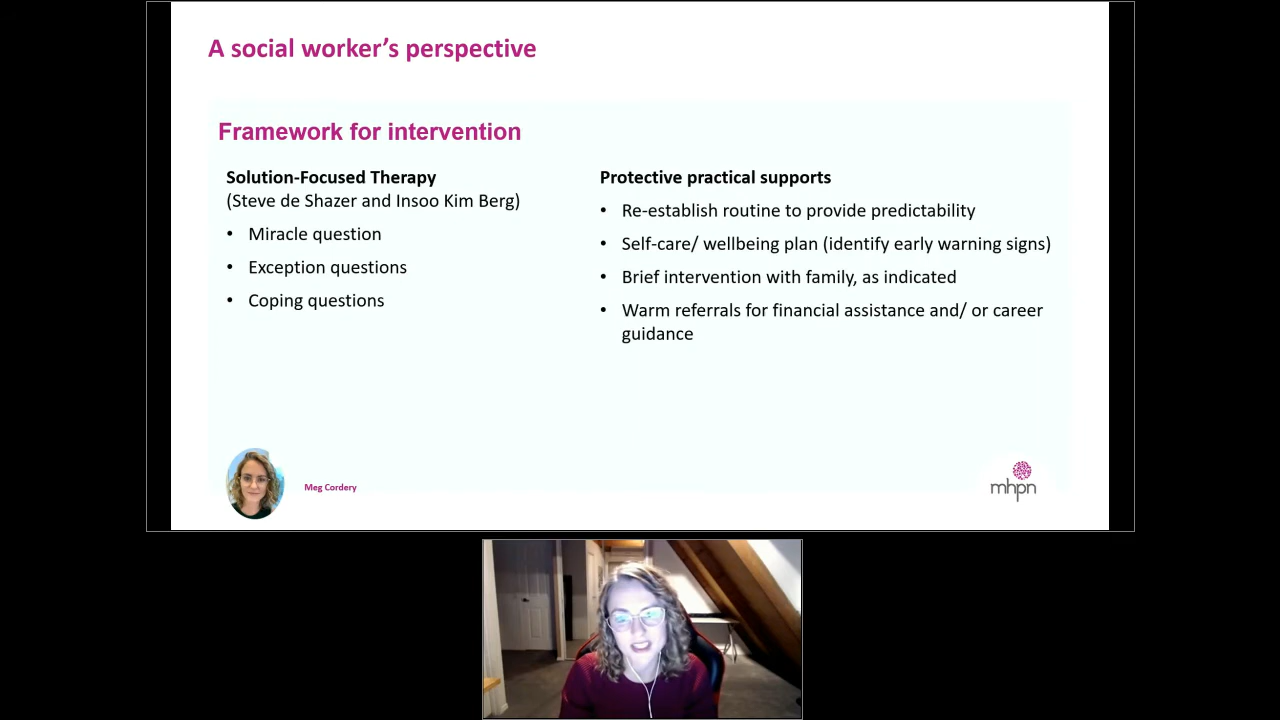 A social worker’s perspective
Framework for intervention
Solution-Focused Therapy
(Steve de Shazer and Insoo Kim Berg)
• Miracle question
• Exception questions
• Coping questions
Protective practical supports
• Re-establish routine to provide predictability
• Self-care/ wellbeing plan (identify early warning signs)
• Brief intervention with family, as indicated
• Warm referrals for financial assistance and/ or career
guidance
Meg Cordery
mhpn